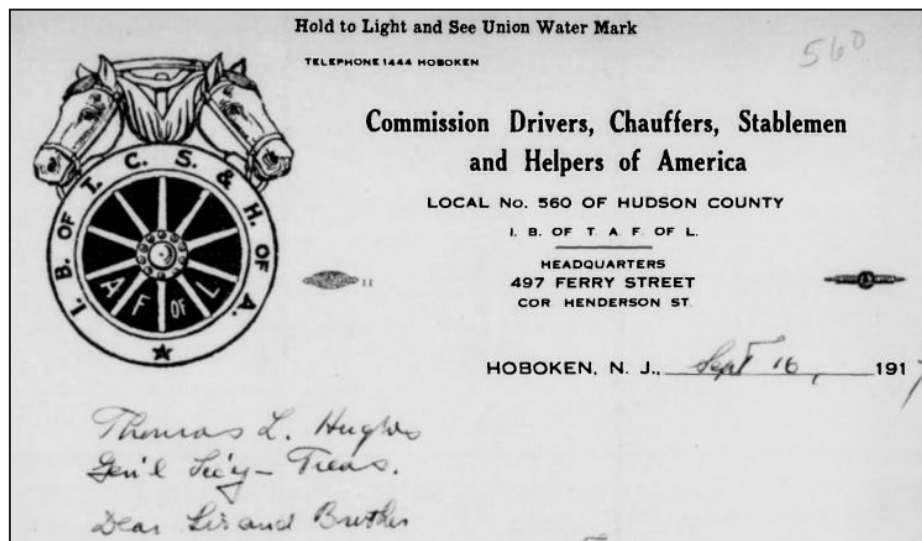 Hold to Light and See Union Water Mark
560
TELEPHONE 1444 HOBOKEN
Commission Drivers, Chauffers, Stablemen
and Helpers of America
LOCAL No. 560 OF HUDSON COUNTY
I. B. OF T. A. F. OF L.
HEADQUARTERS
497 FERRY STREET
COR HENDERSON ST.
I. B. OF T. C. S. & H. OF A.
A F OF L
11
HOBOKEN, N. J., Sept 16, 1917
Thomas L. Hughes
Gen'l Sec'y - Treas.
Dear Sir and Brother